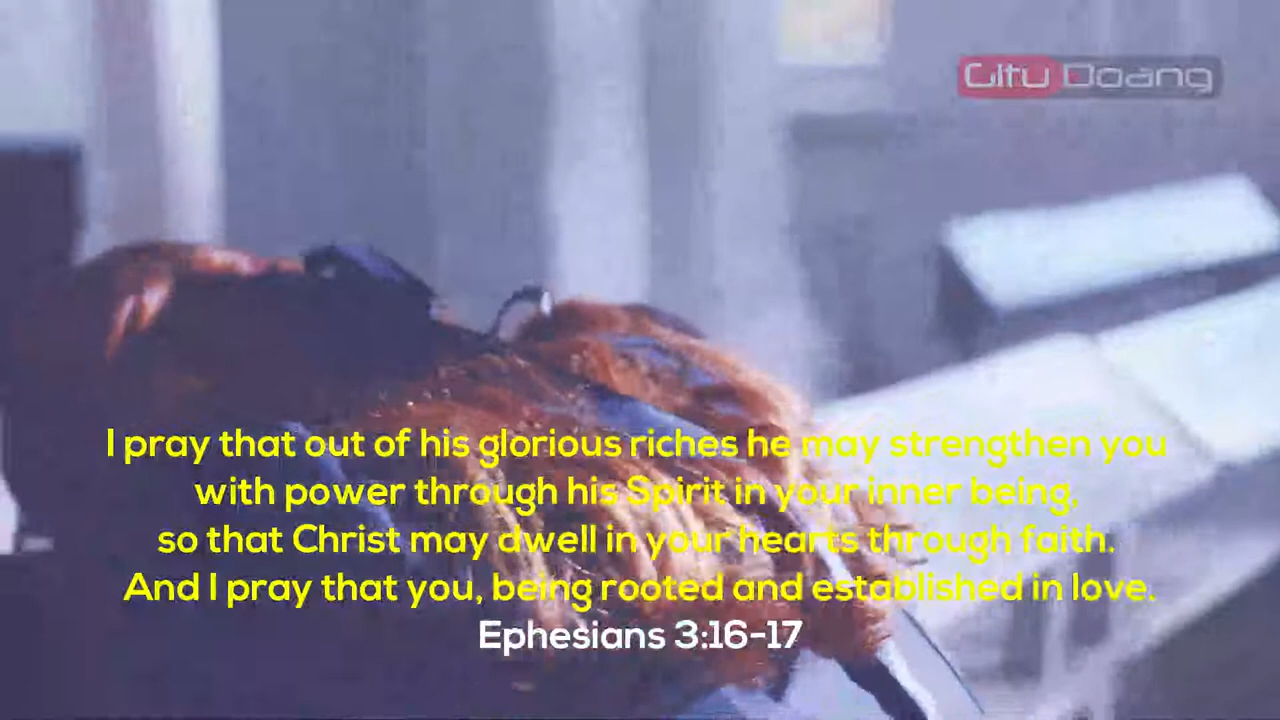 Gitu Doang
I pray that out of his glorious riches he may strengthen you
with power through his Spirit in your inner being,
so that Christ may dwell in your hearts through faith.
And I pray that you, being rooted and established in love.
Ephesians 3:16-17